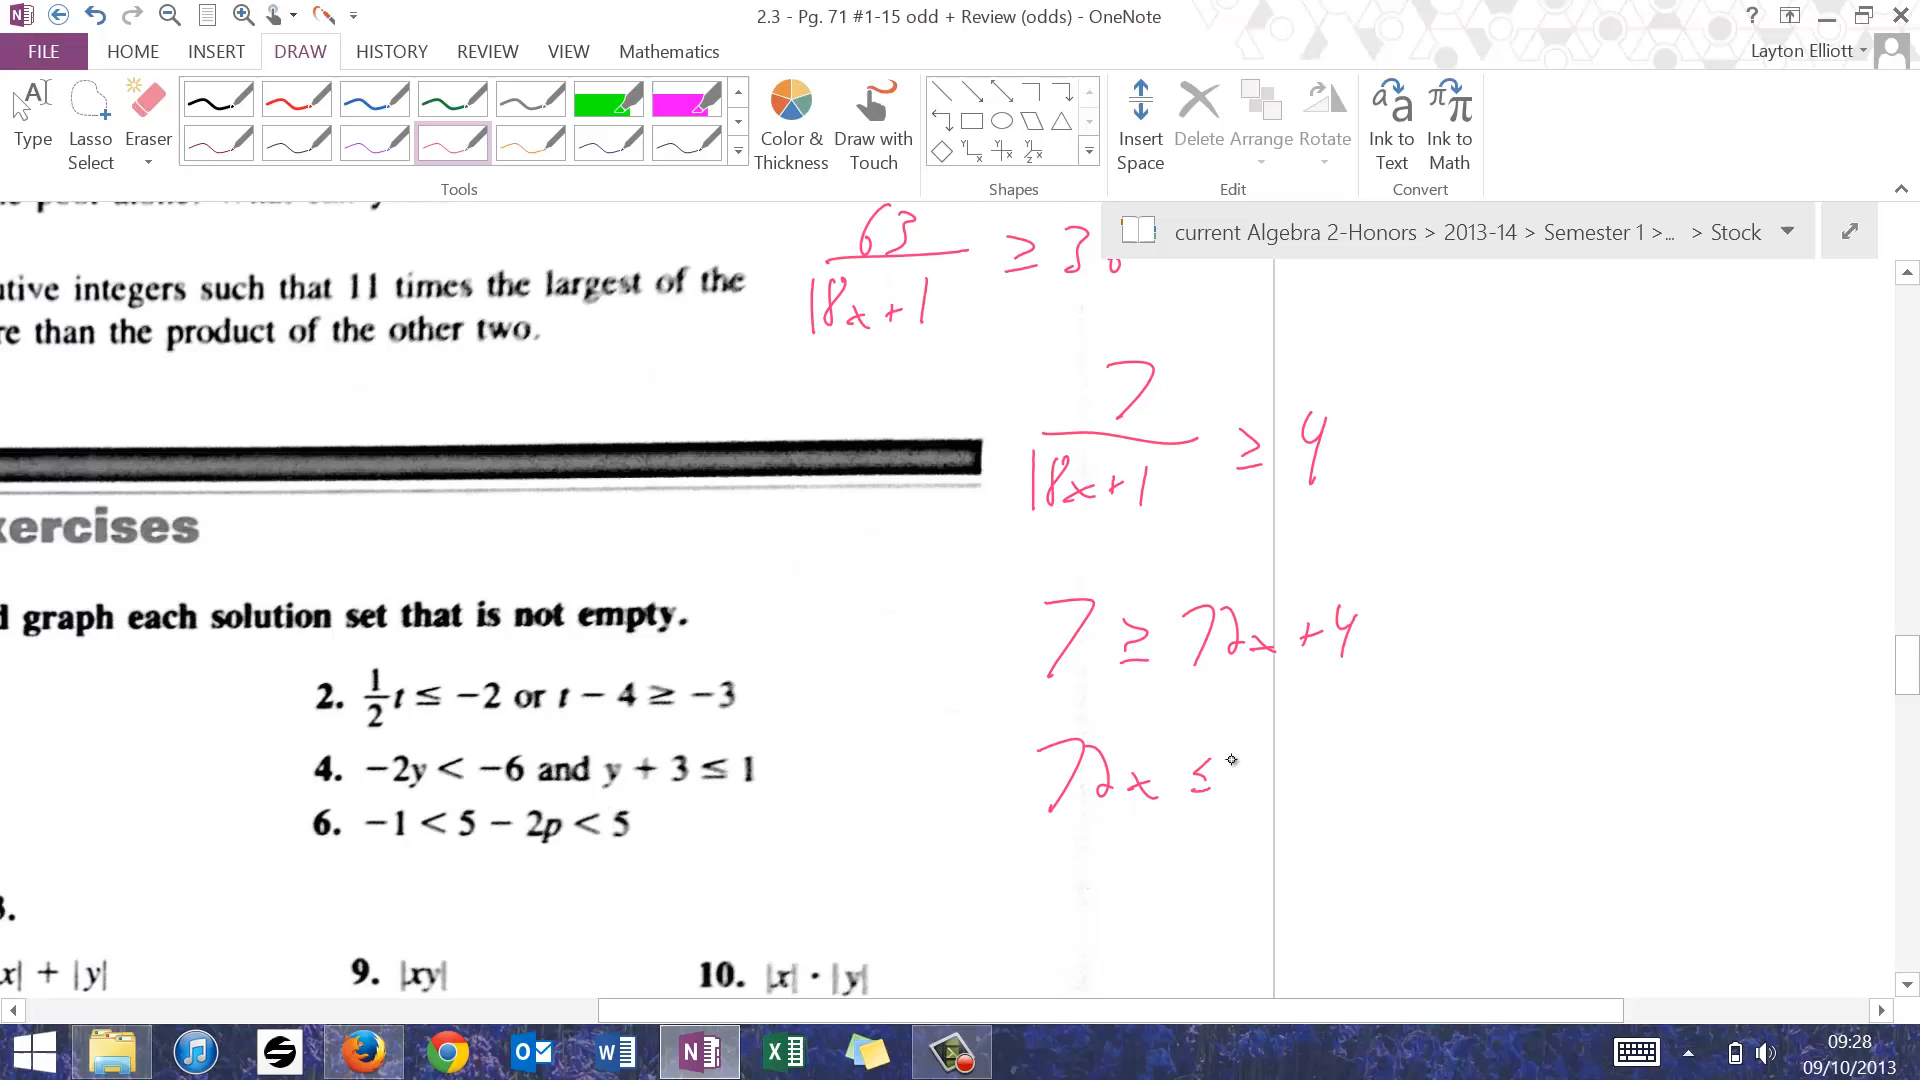 2.3 - Pg. 71 #1-15 odd + Review (odds) - OneNote
FILE HOME INSERT DRAW HISTORY REVIEW VIEW Mathematics
Layton Elliott
Type Lasso Select Eraser Color & Thickness Draw with Touch Insert Space Delete Arrange Rotate Ink to Text Ink to Math
Tools Shapes Edit Convert
current Algebra 2-Honors > 2013-14 > Semester 1 >... > Stock
63/18x+1 ≥ 36
utive integers such that 11 times the largest of the
re than the product of the other two.
7/18x+1 ≥ 4
xercises
d graph each solution set that is not empty.
7 ≥ 72x + 4
2. 1/2 t ≤ -2 or t - 4 ≥ -3
4. -2y < -6 and y + 3 ≤ 1
72x ≤
6. -1 < 5 - 2p < 5
3.
x| + |y|
9. |xy|
10. |x| · |y|
09:28
09/10/2013